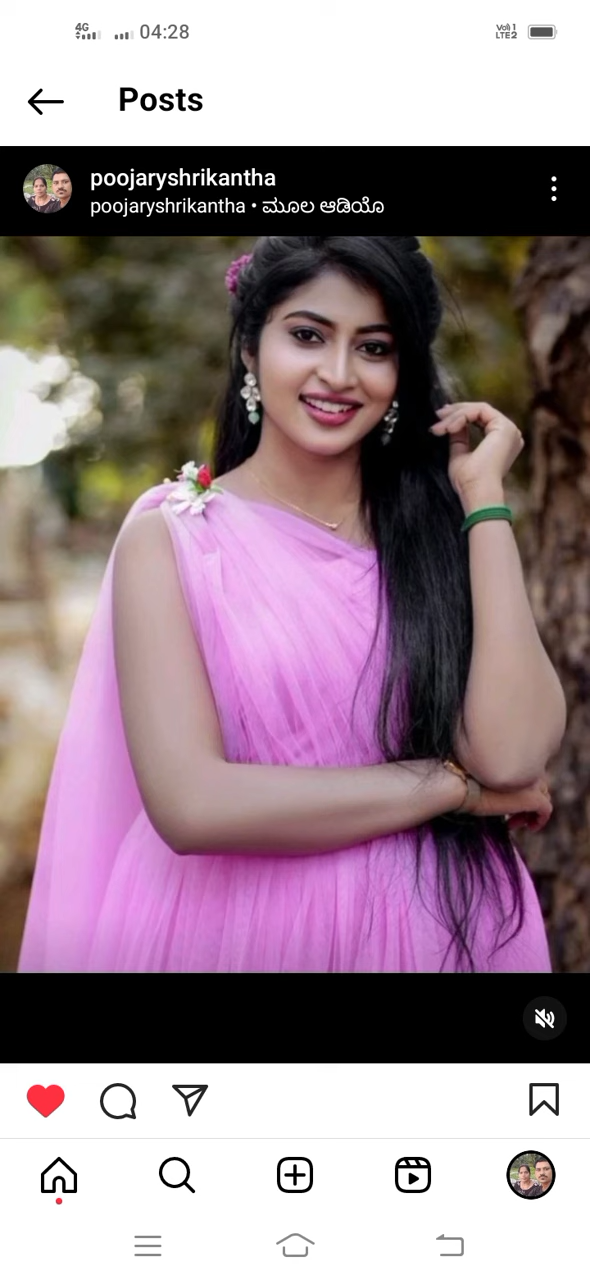 4G 04:28 Vo)) 1
LTE2
Posts
poojaryshrikantha
poojaryshrikantha • ಮೂಲ ಆಡಿಯೊ